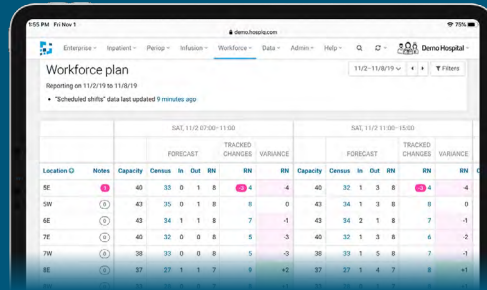 1:55 PM Fri Nov 1
75%
demo.hospiq.com
Enterprise Inpatient Periop Infusion Workforce Data Admin Help Demo Hospital
Workforce plan
11/2–11/8/19 Filters
Reporting on 11/2/19 to 11/8/19
"Scheduled shifts" data last updated 9 minutes ago
SAT, 11/2 07:00–11:00 SAT, 11/2 11:00–15:00
FORECAST TRACKED CHANGES VARIANCE FORECAST TRACKED CHANGES VARIANCE
Location Notes Capacity Census In Out RN RN RN Capacity Census In Out RN RN RN
5E 1 40 33 0 1 8 -3 4 -4 40 32 1 3 8 -3 4 -4
5W 0 43 35 0 1 8 8 0 43 34 1 3 8 8 0
6E 0 43 34 1 1 8 7 -1 43 34 2 1 8 7 -1
7E 0 40 32 0 0 8 5 -3 40 32 1 3 8 6 -2
7W 0 38 33 0 1 8 5 -3 38 33 1 5 8 7 -1
8E 0 37 27 1 1 7 9 +2 37 27 1 4 7 8 +1